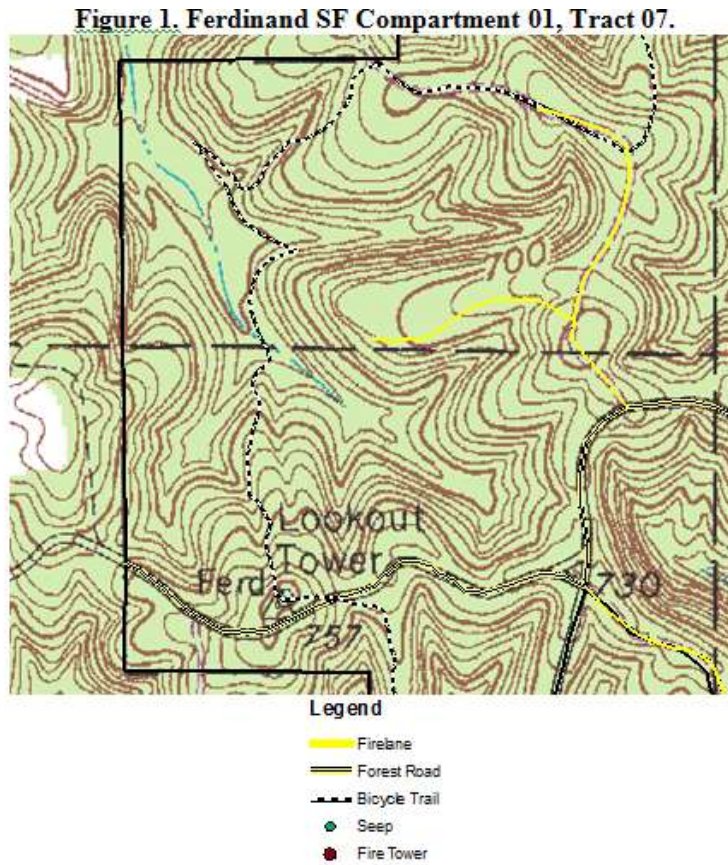 Figure 1. Ferdinand SF Compartment 01, Tract 07.
700
Lookout
Tower
Ferd
730
757
Legend
Firelane
Forest Road
Bicycle Trail
Seep
Fire Tower